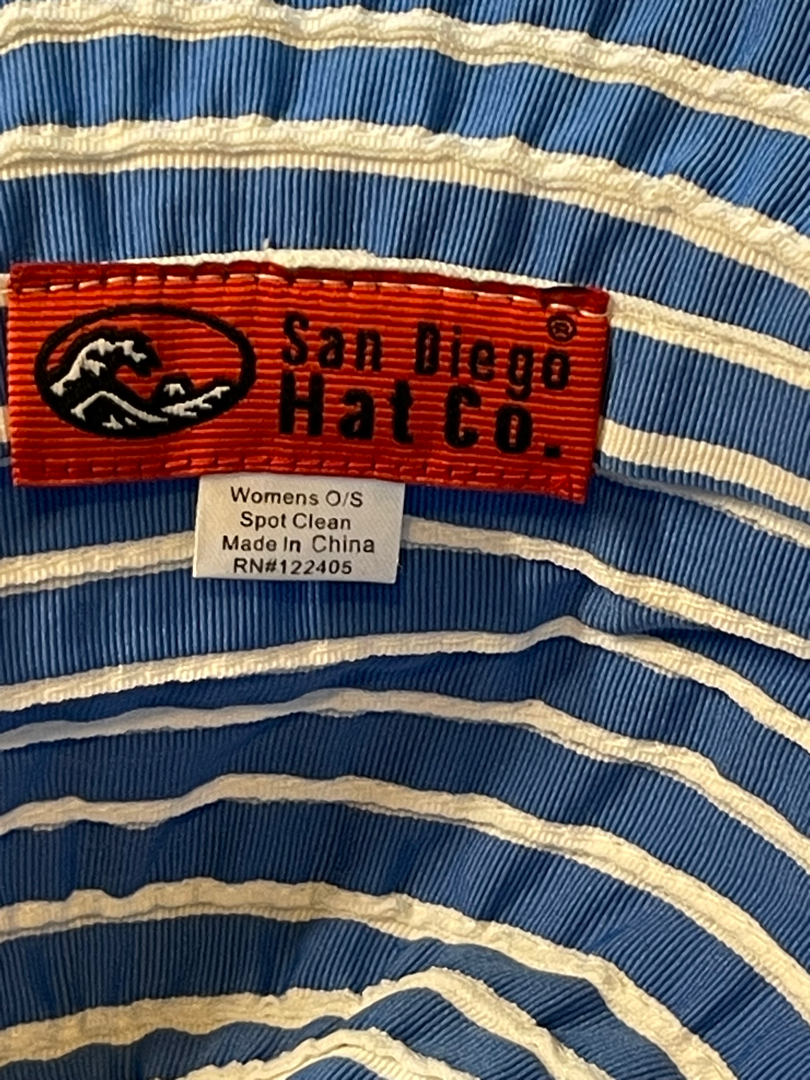 San Diego®
Hat Co.
Womens O/S
Spot Clean
Made In China
RN#122405